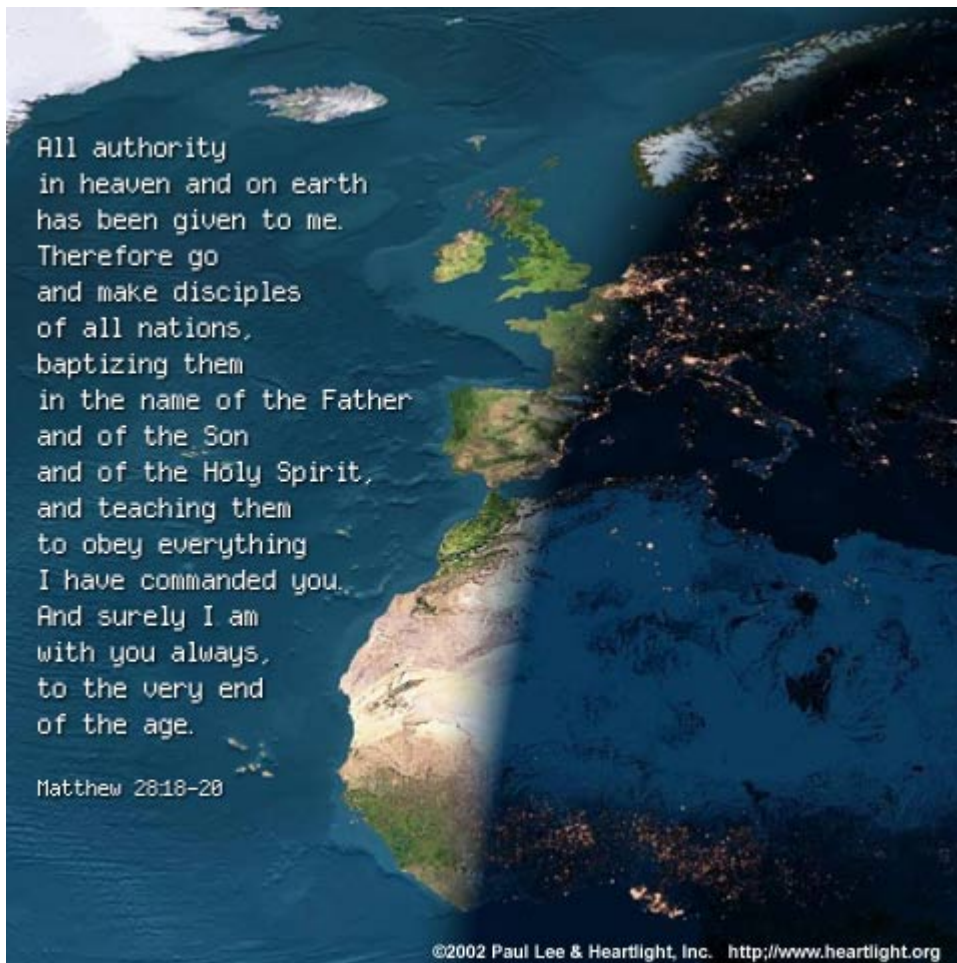 All authority
in heaven and on earth
has been given to me.
Therefore go
and make disciples
of all nations,
baptizing them
in the name of the Father
and of the Son
and of the Holy Spirit,
and teaching them
to obey everything
I have commanded you.
And surely I am
with you always,
to the very end
of the age.
Matthew 28:18-20
©2002 Paul Lee & Heartlight, Inc. http://www.heartlight.org